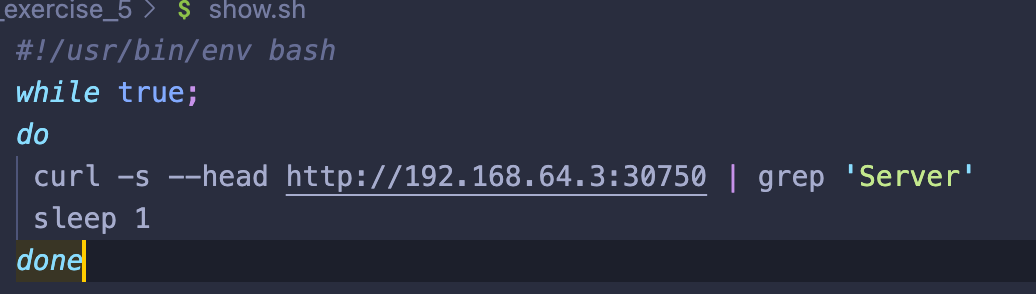 _exercise_5 > $ show.sh
#!/usr/bin/env bash
while true;
do
curl -s --head http://192.168.64.3:30750 | grep 'Server'
sleep 1
done